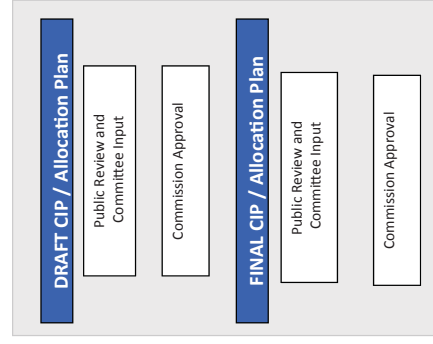 DRAFT CIP / Allocation Plan
Public Review and
Committee Input
Commission Approval
FINAL CIP / Allocation Plan
Public Review and
Committee Input
Commission Approval